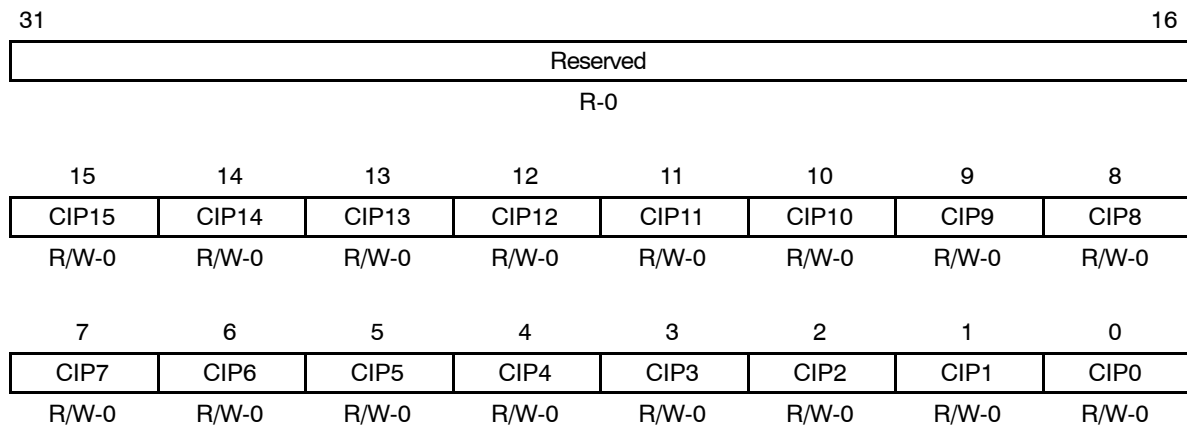 31 16
Reserved
R-0
15 14 13 12 11 10 9 8
CIP15 CIP14 CIP13 CIP12 CIP11 CIP10 CIP9 CIP8
R/W-0 R/W-0 R/W-0 R/W-0 R/W-0 R/W-0 R/W-0 R/W-0
7 6 5 4 3 2 1 0
CIP7 CIP6 CIP5 CIP4 CIP3 CIP2 CIP1 CIP0
R/W-0 R/W-0 R/W-0 R/W-0 R/W-0 R/W-0 R/W-0 R/W-0